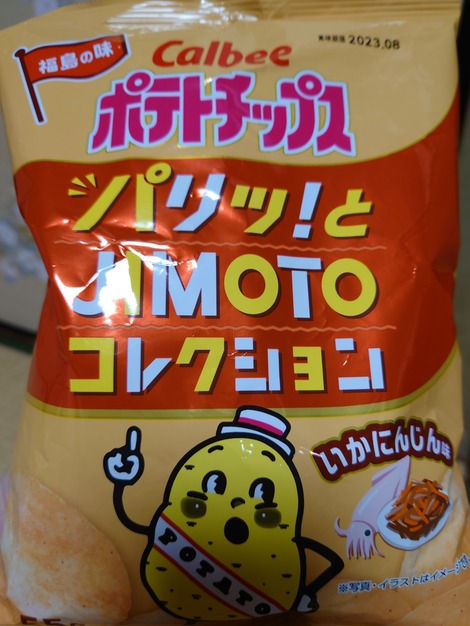 福島の味
Calbee
賞味期限 2023.08
ポテトチップス
パリッ!と
JIMOTO
コレクション
いかにんじん味
POTATO
※写真・イラストはイメージ